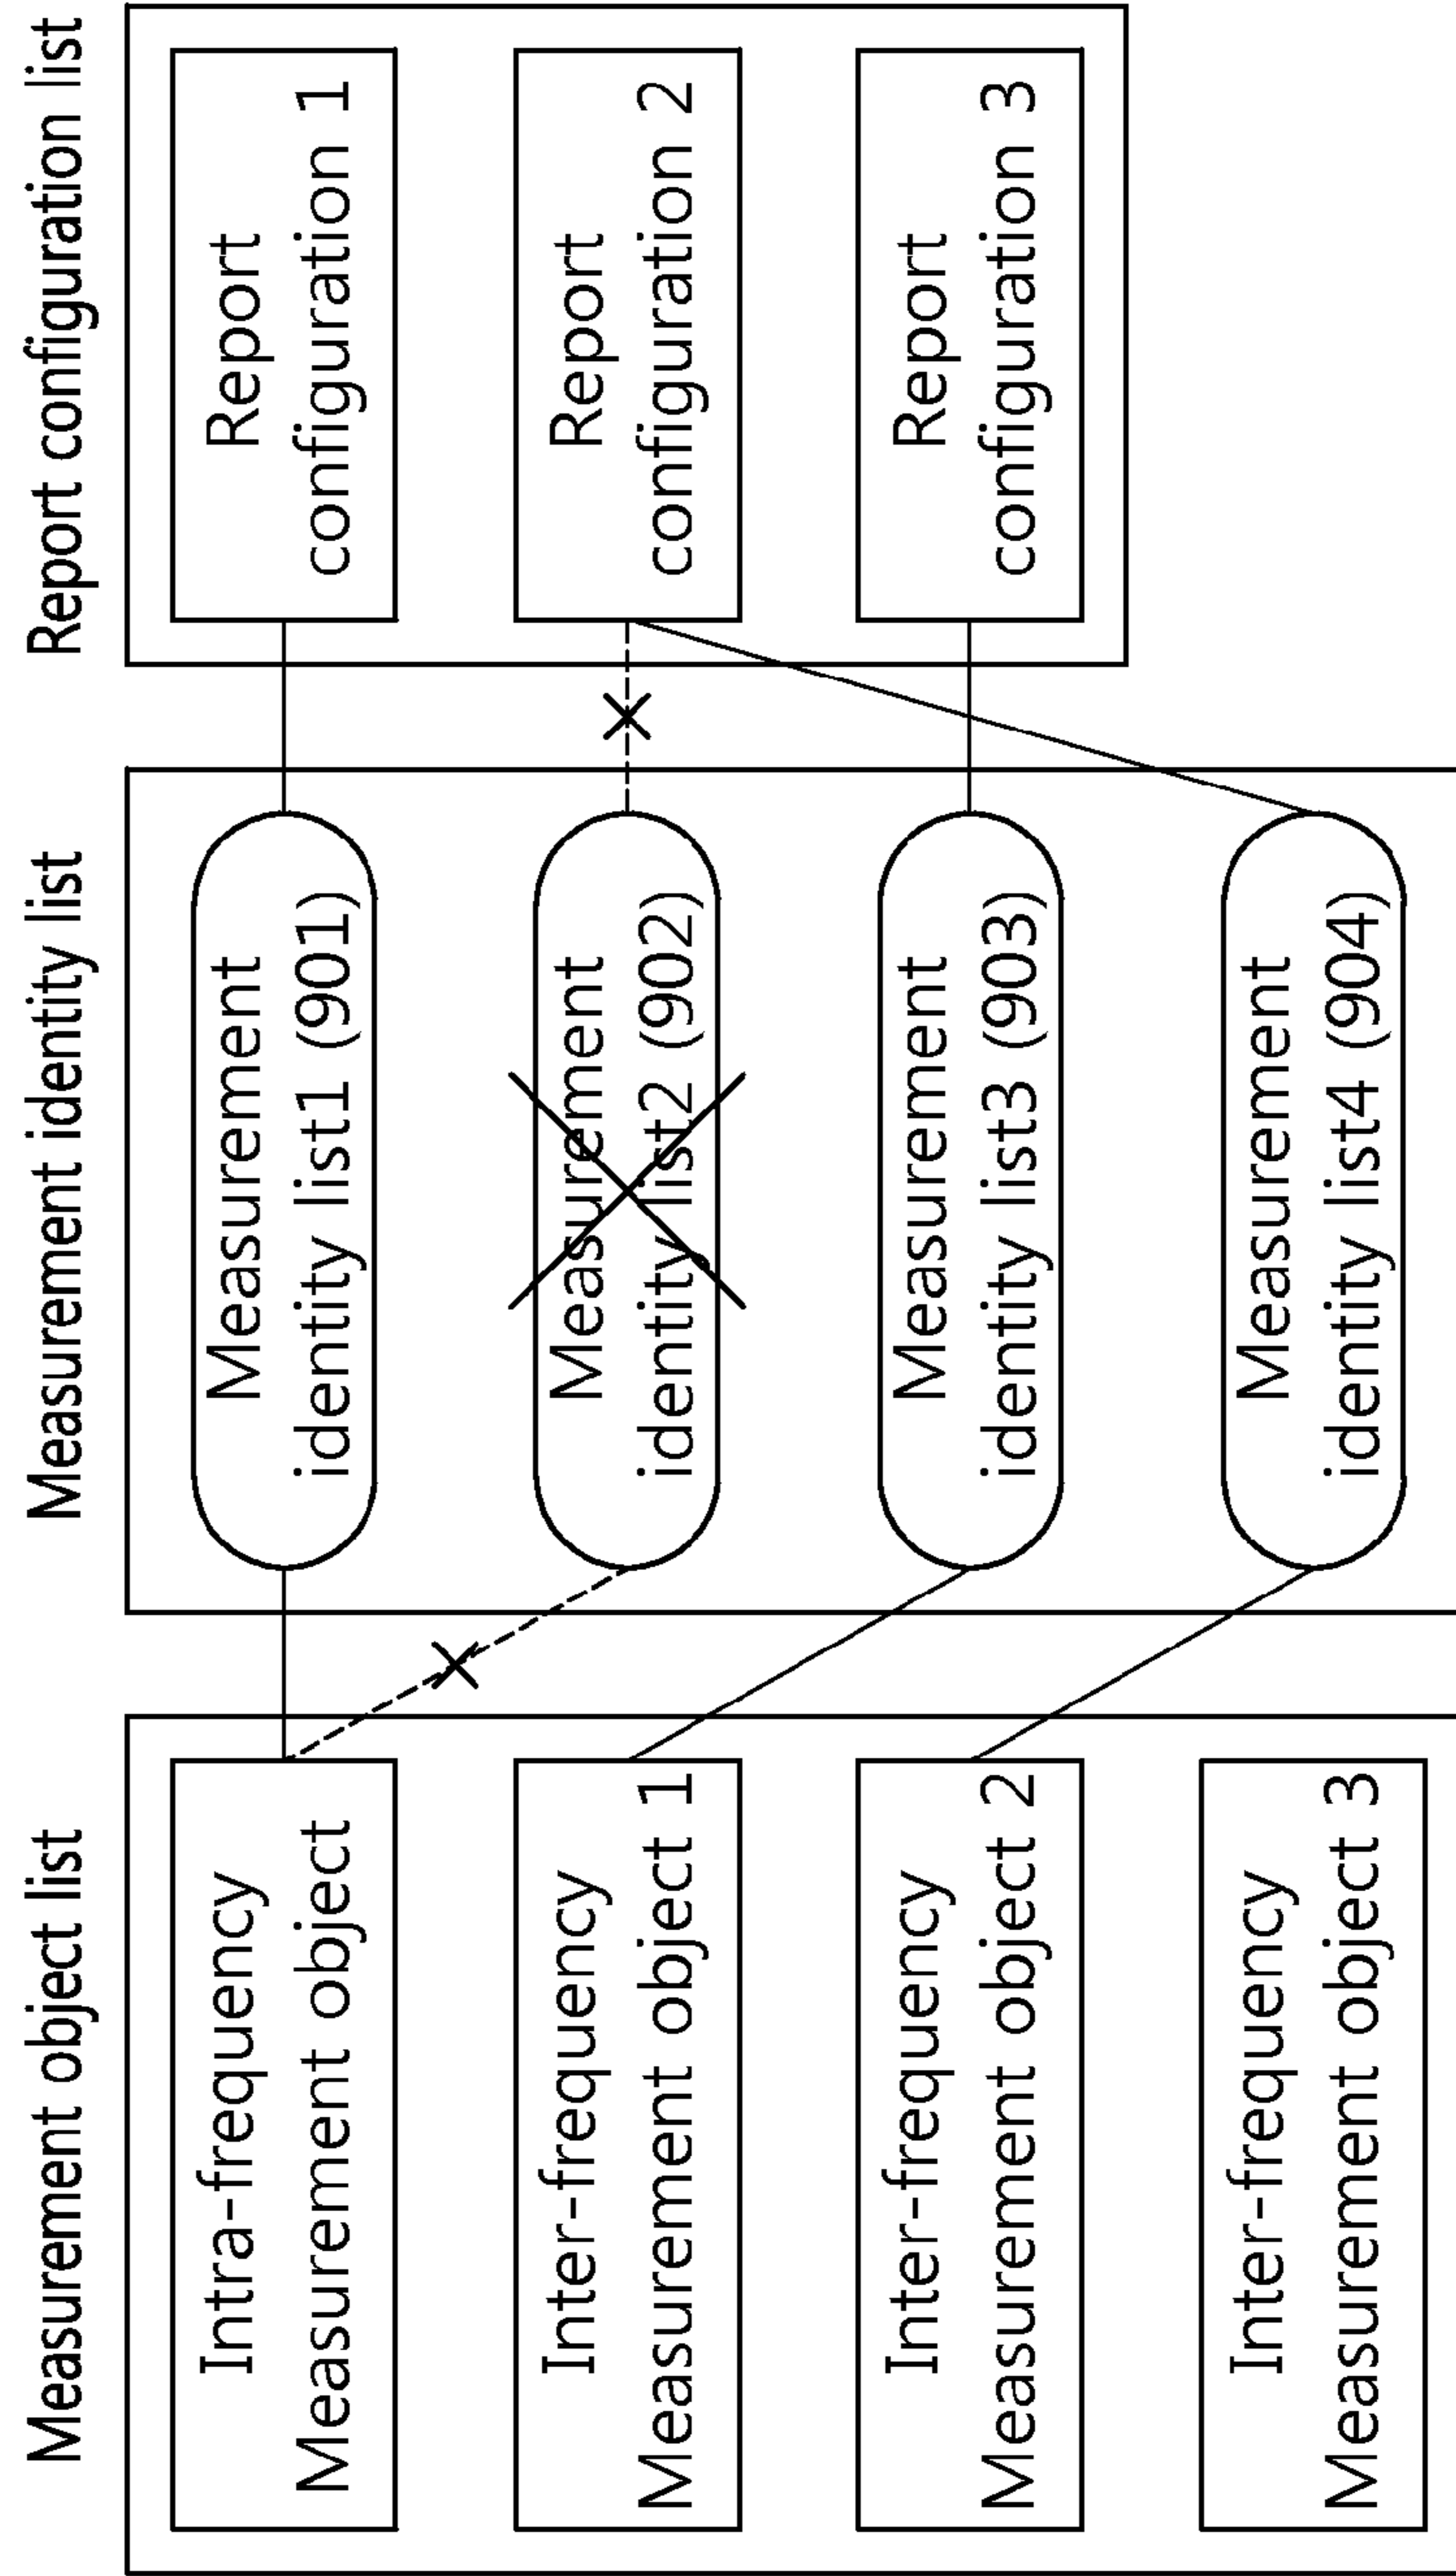 Measurement object list
Intra-frequency
Measurement object
Inter-frequency
Measurement object 1
Inter-frequency
Measurement object 2
Inter-frequency
Measurement object 3
Measurement identity list
Measurement
identity list1 (901)
Measurement
identity list2 (902)
Measurement
identity list3 (903)
Measurement
identity list4 (904)
Report configuration list
Report
configuration 1
Report
configuration 2
Report
configuration 3